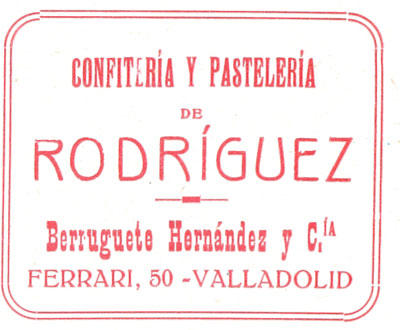 CONFITERÍA Y PASTELERÍA
DE
RODRÍGUEZ
Berruguete Hernández y C.ÍA
FERRARI, 50 - VALLADOLID